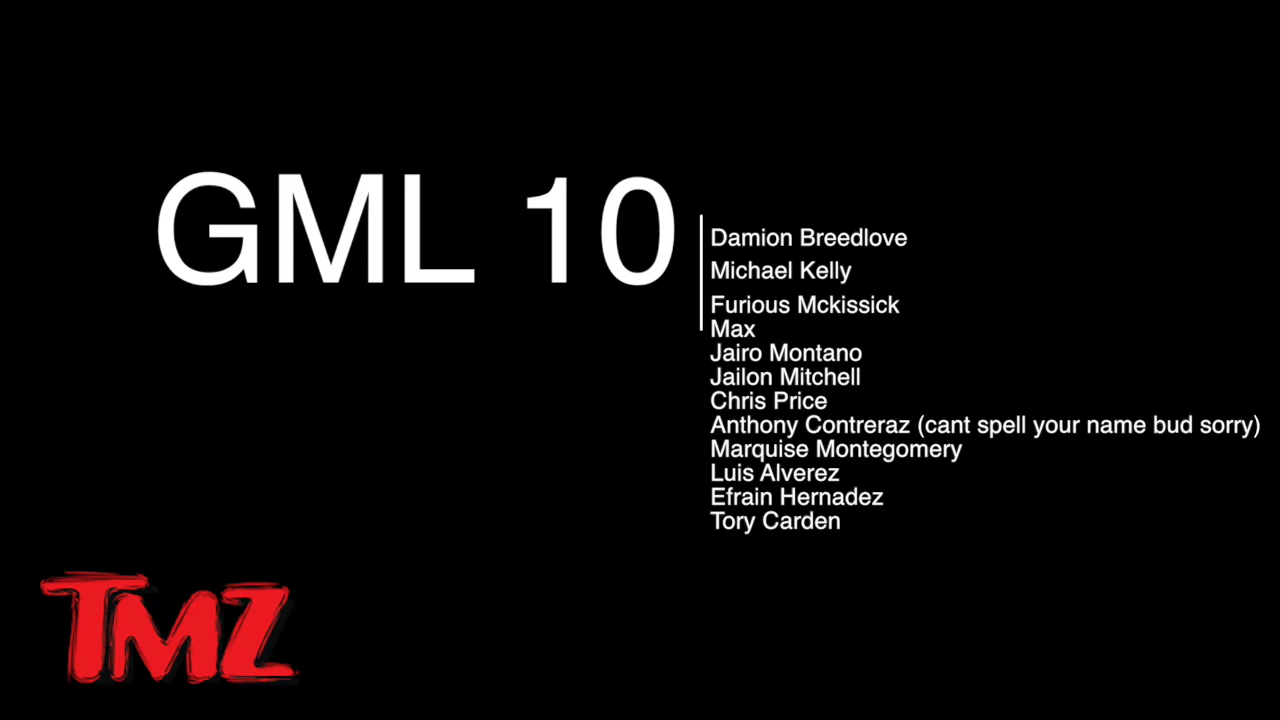 GML 10
Damion Breedlove
Michael Kelly
Furious Mckissick
Max
Jairo Montano
Jailon Mitchell
Chris Price
Anthony Contreraz (cant spell your name bud sorry)
Marquise Montegomery
Luis Alverez
Efrain Hernadez
Tory Carden
TMZ